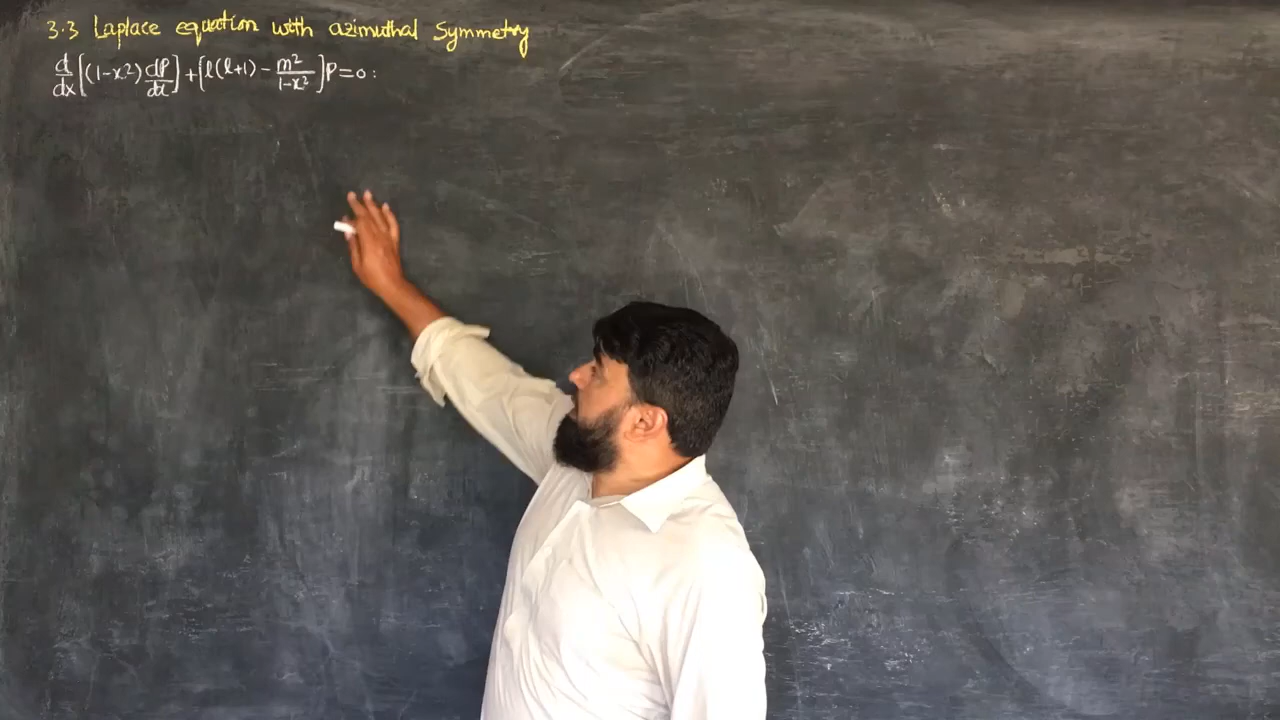 3.3 Laplace equation with azimuthal Symmetry
d/dx[(1-x²)dP/dx]+[l(l+1)-m²/1-x²]P=0: